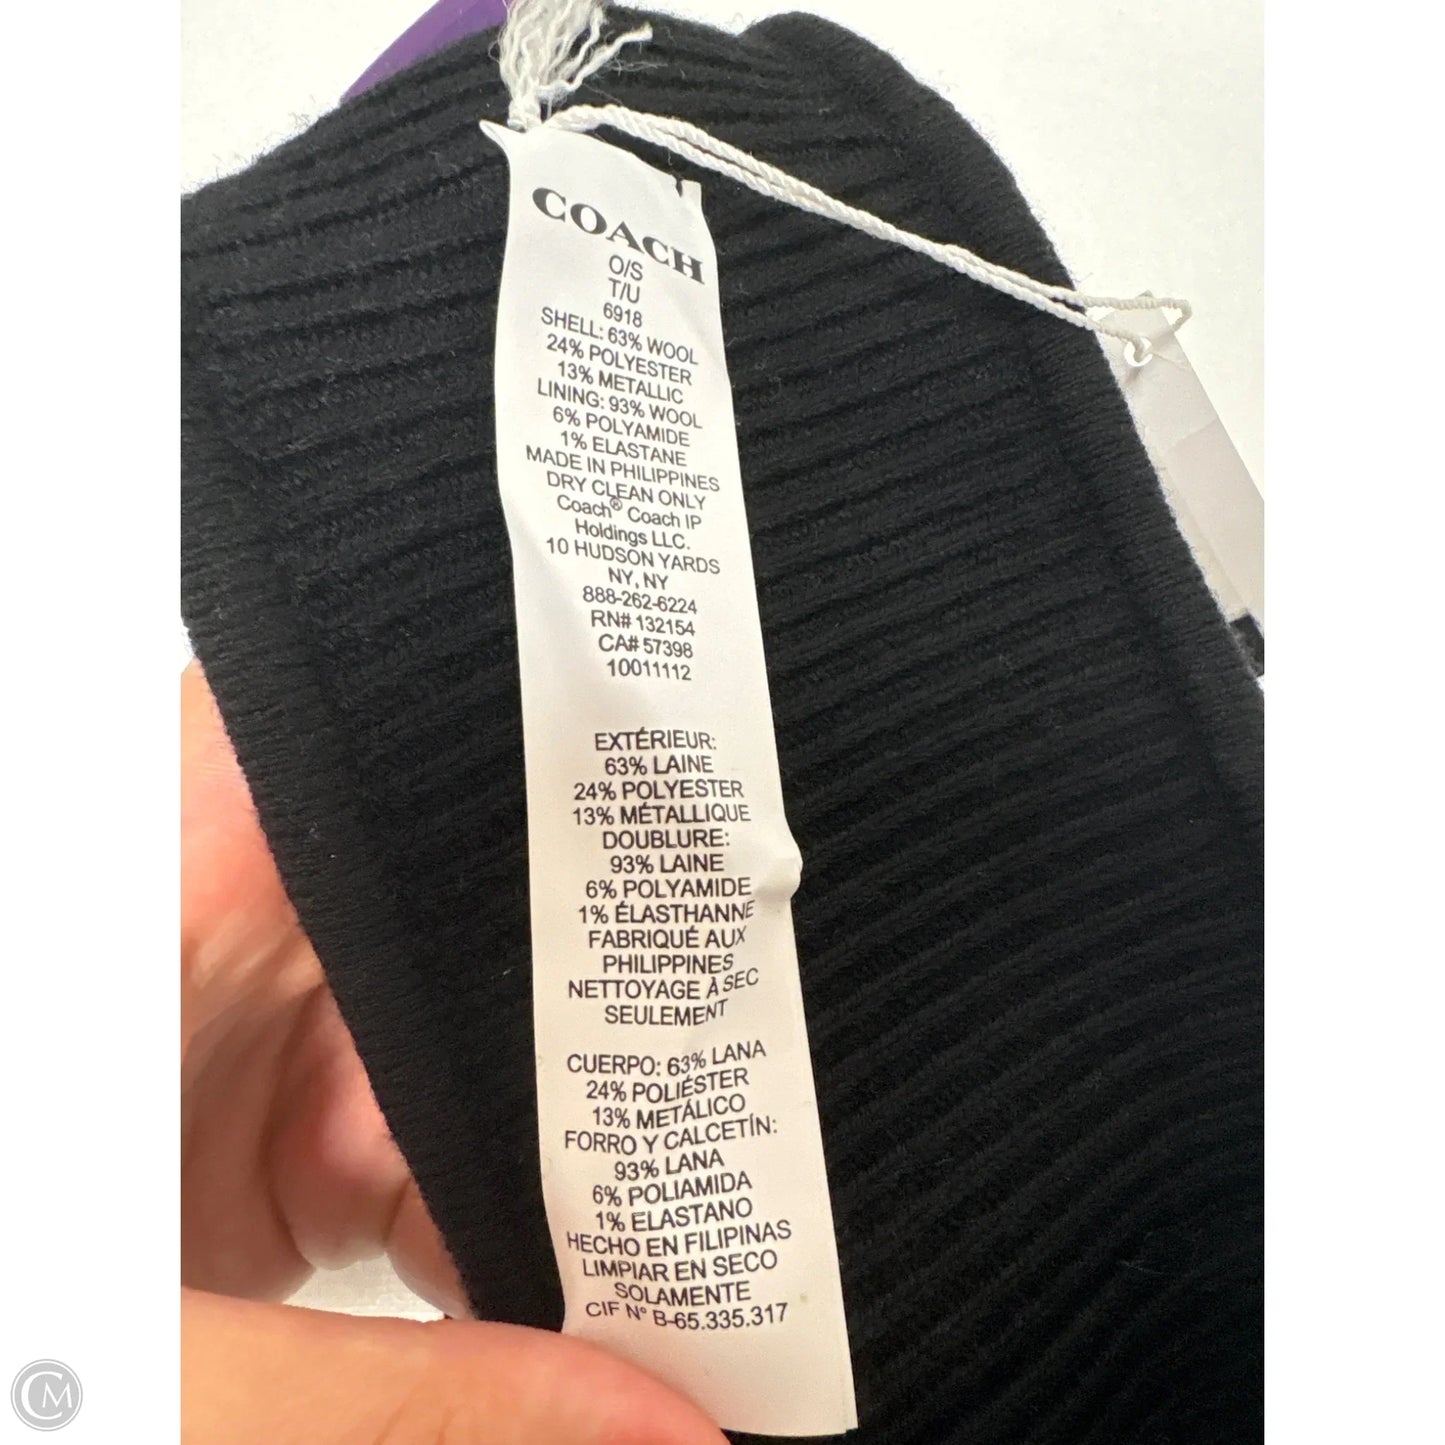 COACH
O/S
T/U
6918
SHELL: 63% WOOL
24% POLYESTER
13% METALLIC
LINING: 93% WOOL
6% POLYAMIDE
1% ELASTANE
MADE IN PHILIPPINES
DRY CLEAN ONLY
Coach® Coach IP
Holdings LLC.
10 HUDSON YARDS
NY, NY
888-262-6224
RN# 132154
CA# 57398
10011112
EXTÉRIEUR:
63% LAINE
24% POLYESTER
13% MÉTALLIQUE
DOUBLURE:
93% LAINE
6% POLYAMIDE
1% ÉLASTHANNE
FABRIQUÉ AUX
PHILIPPINES
NETTOYAGE À SEC
SEULEMENT
CUERPO: 63% LANA
24% POLIÉSTER
13% METÁLICO
FORRO Y CALCETÍN:
93% LANA
6% POLIAMIDA
1% ELASTANO
HECHO EN FILIPINAS
LIMPIAR EN SECO
SOLAMENTE
CIF Nº B-65.335.317
CM